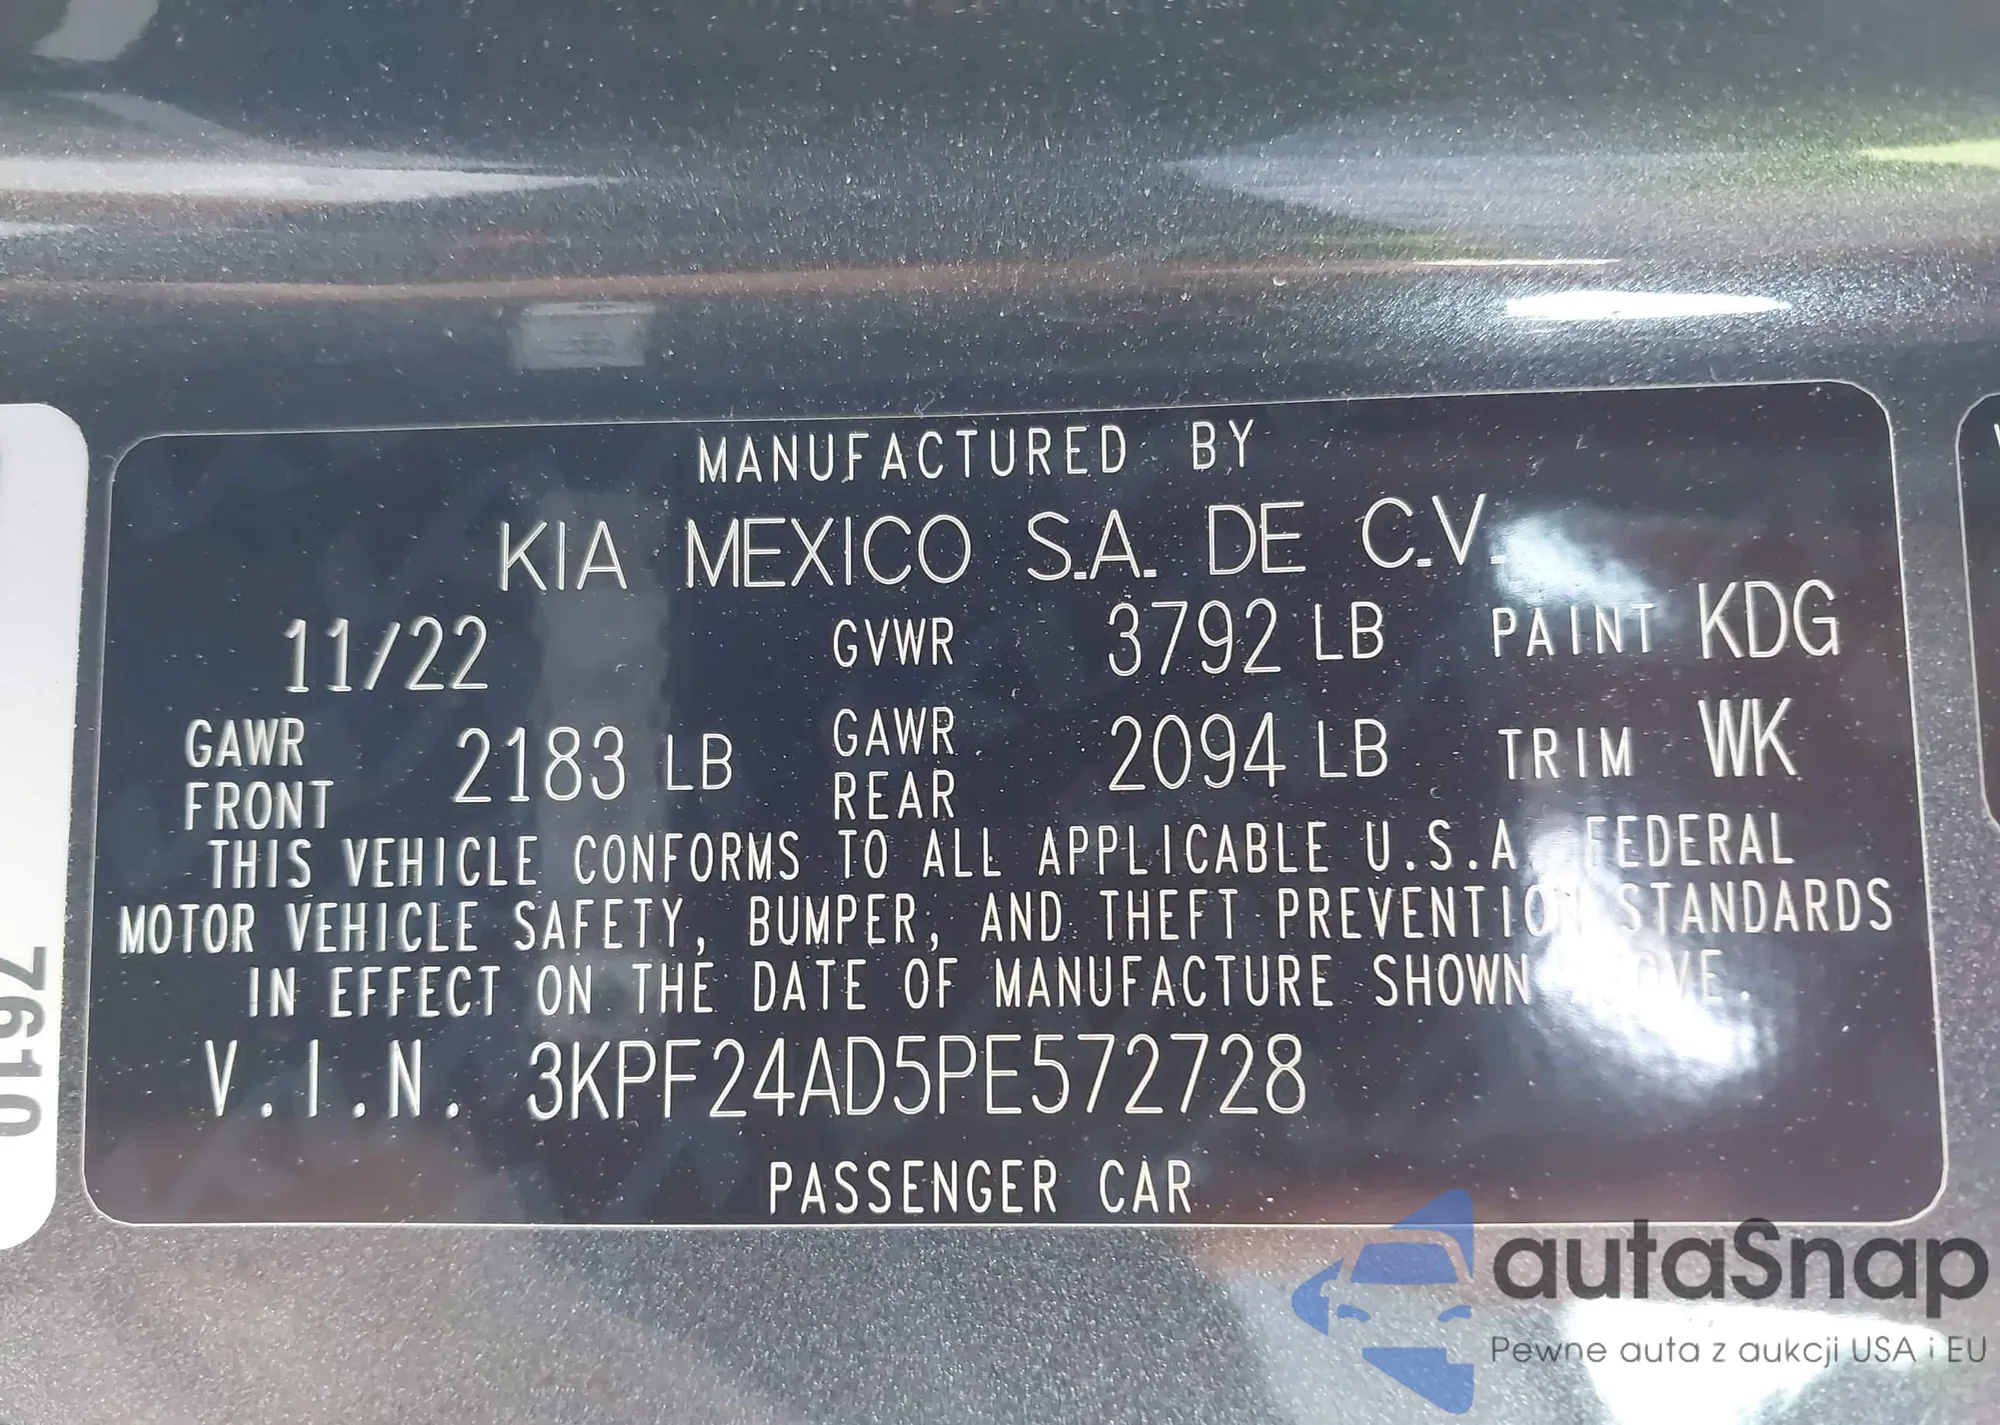 MANUFACTURED BY
KIA MEXICO S.A. DE C.V.
11/22 GVWR 3792 LB PAINT KDG
GAWR FRONT 2183 LB GAWR REAR 2094 LB TRIM WK
THIS VEHICLE CONFORMS TO ALL APPLICABLE U.S.A. FEDERAL
MOTOR VEHICLE SAFETY, BUMPER, AND THEFT PREVENTION STANDARDS
IN EFFECT ON THE DATE OF MANUFACTURE SHOWN ABOVE.
V.I.N. 3KPF24AD5PE572728
PASSENGER CAR
7610
autaSnap
Pewne auta z aukcji USA i EU